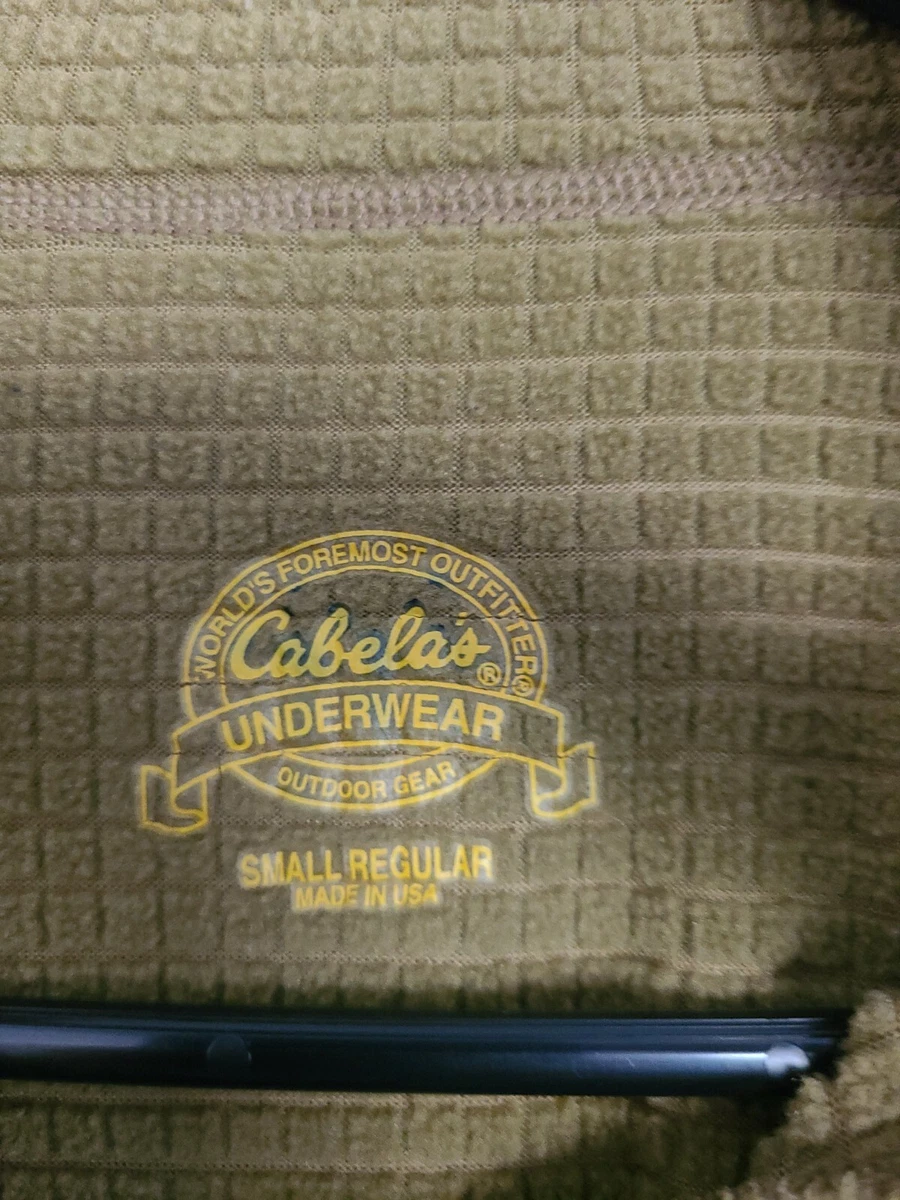 WORLD'S FOREMOST OUTFITTER®
Cabela's®
UNDERWEAR
OUTDOOR GEAR
SMALL REGULAR
MADE IN USA